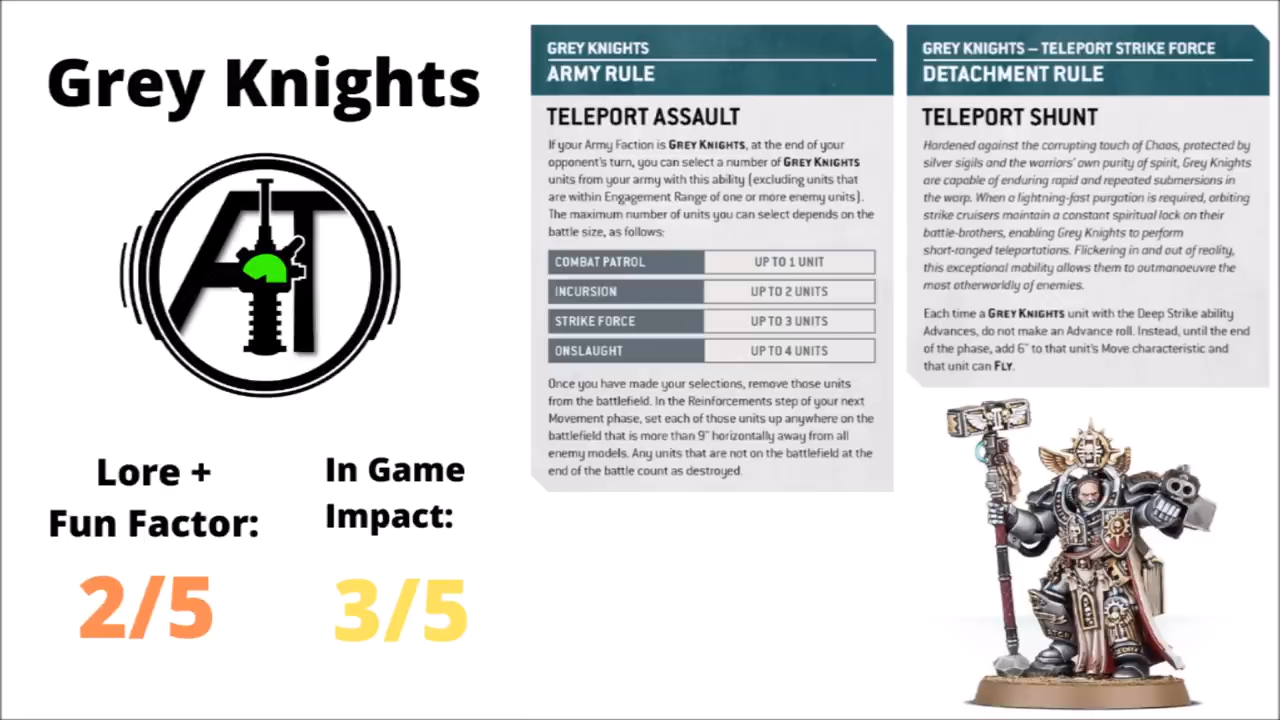 Grey Knights
AT
Lore +
Fun Factor:
2/5
In Game
Impact:
3/5
GREY KNIGHTS
ARMY RULE
TELEPORT ASSAULT
If your Army Faction is GREY KNIGHTS, at the end of your
opponent's turn, you can select a number of GREY KNIGHTS
units from your army with this ability (excluding units that
are within Engagement Range of one or more enemy units).
The maximum number of units you can select depends on the
battle size, as follows:
COMBAT PATROL UP TO 1 UNIT
INCURSION UP TO 2 UNITS
STRIKE FORCE UP TO 3 UNITS
ONSLAUGHT UP TO 4 UNITS
Once you have made your selections, remove those units
from the battlefield. In the Reinforcements step of your next
Movement phase, set each of those units up anywhere on the
battlefield that is more than 9" horizontally away from all
enemy models. Any units that are not on the battlefield at the
end of the battle count as destroyed.
GREY KNIGHTS – TELEPORT STRIKE FORCE
DETACHMENT RULE
TELEPORT SHUNT
Hardened against the corrupting touch of Chaos, protected by
silver sigils and the warriors' own purity of spirit, Grey Knights
are capable of enduring rapid and repeated submersions in
the warp. When a lightning-fast purgation is required, orbiting
strike cruisers maintain a constant spiritual lock on their
battle-brothers, enabling Grey Knights to perform
short-ranged teleportations. Flickering in and out of reality,
this exceptional mobility allows them to outmanoeuvre the
most otherworldly of enemies.
Each time a GREY KNIGHTS unit with the Deep Strike ability
Advances, do not make an Advance roll. Instead, until the end
of the phase, add 6" to that unit's Move characteristic and
that unit can FLY.